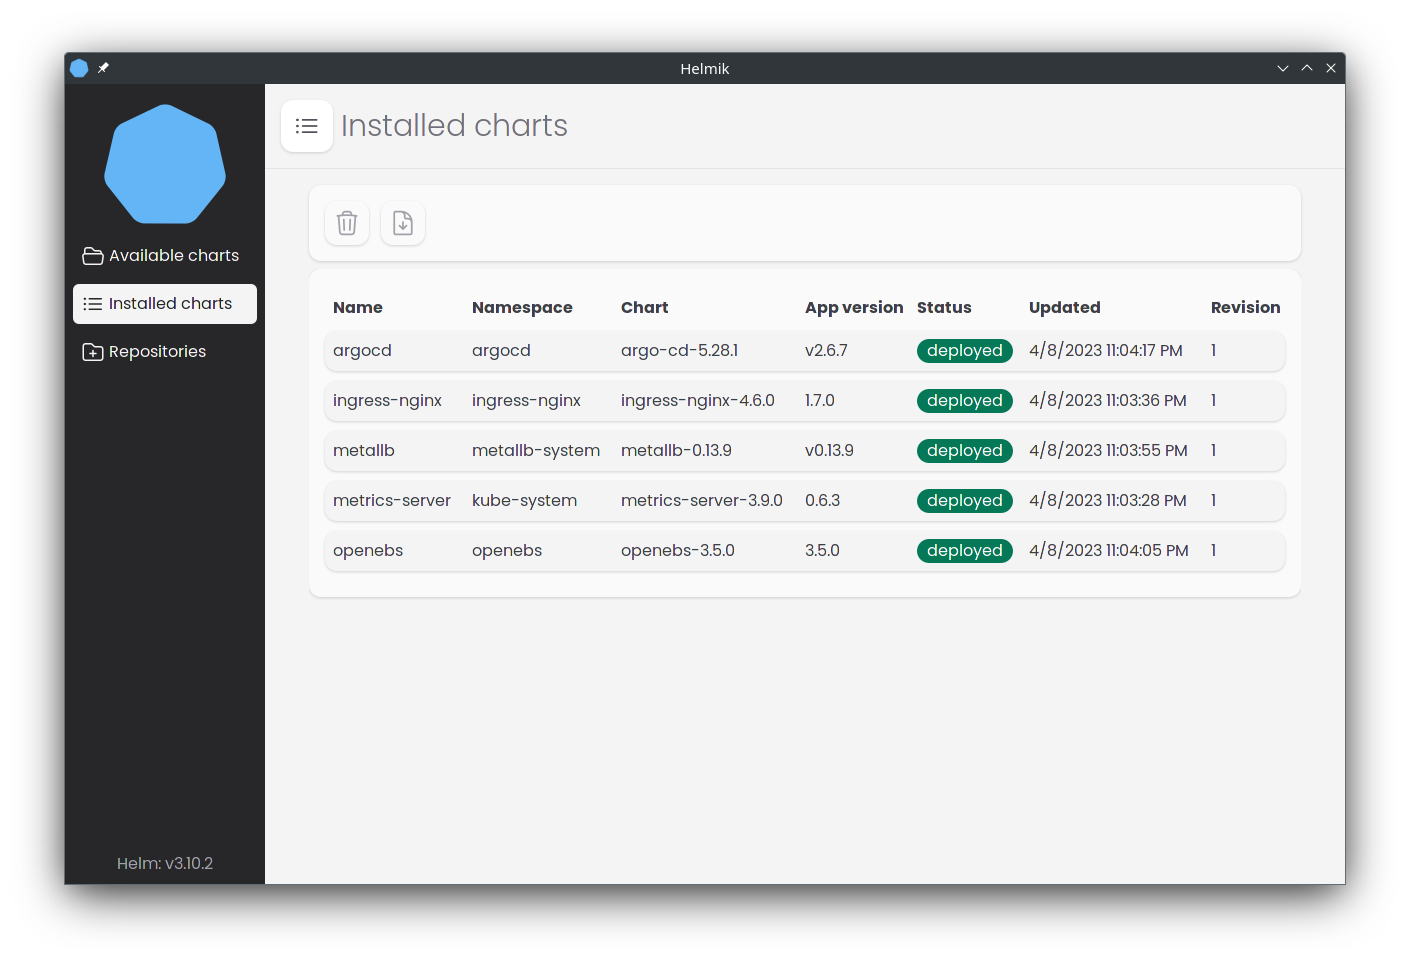 Helmik
Installed charts
Available charts
Installed charts
Repositories
Name Namespace Chart App version Status Updated Revision
argocd argocd argo-cd-5.28.1 v2.6.7 deployed 4/8/2023 11:04:17 PM 1
ingress-nginx ingress-nginx ingress-nginx-4.6.0 1.7.0 deployed 4/8/2023 11:03:36 PM 1
metallb metallb-system metallb-0.13.9 v0.13.9 deployed 4/8/2023 11:03:55 PM 1
metrics-server kube-system metrics-server-3.9.0 0.6.3 deployed 4/8/2023 11:03:28 PM 1
openebs openebs openebs-3.5.0 3.5.0 deployed 4/8/2023 11:04:05 PM 1
Helm: v3.10.2